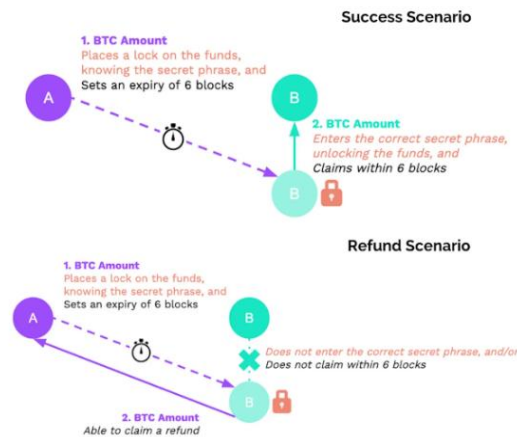 Success Scenario
1. BTC Amount
Places a lock on the funds,
knowing the secret phrase, and
Sets an expiry of 6 blocks
A
B
2. BTC Amount
Enters the correct secret phrase,
unlocking the funds, and
Claims within 6 blocks
B
Refund Scenario
1. BTC Amount
Places a lock on the funds,
knowing the secret phrase, and
Sets an expiry of 6 blocks
A
B
Does not enter the correct secret phrase, and/or
Does not claim within 6 blocks
B
2. BTC Amount
Able to claim a refund